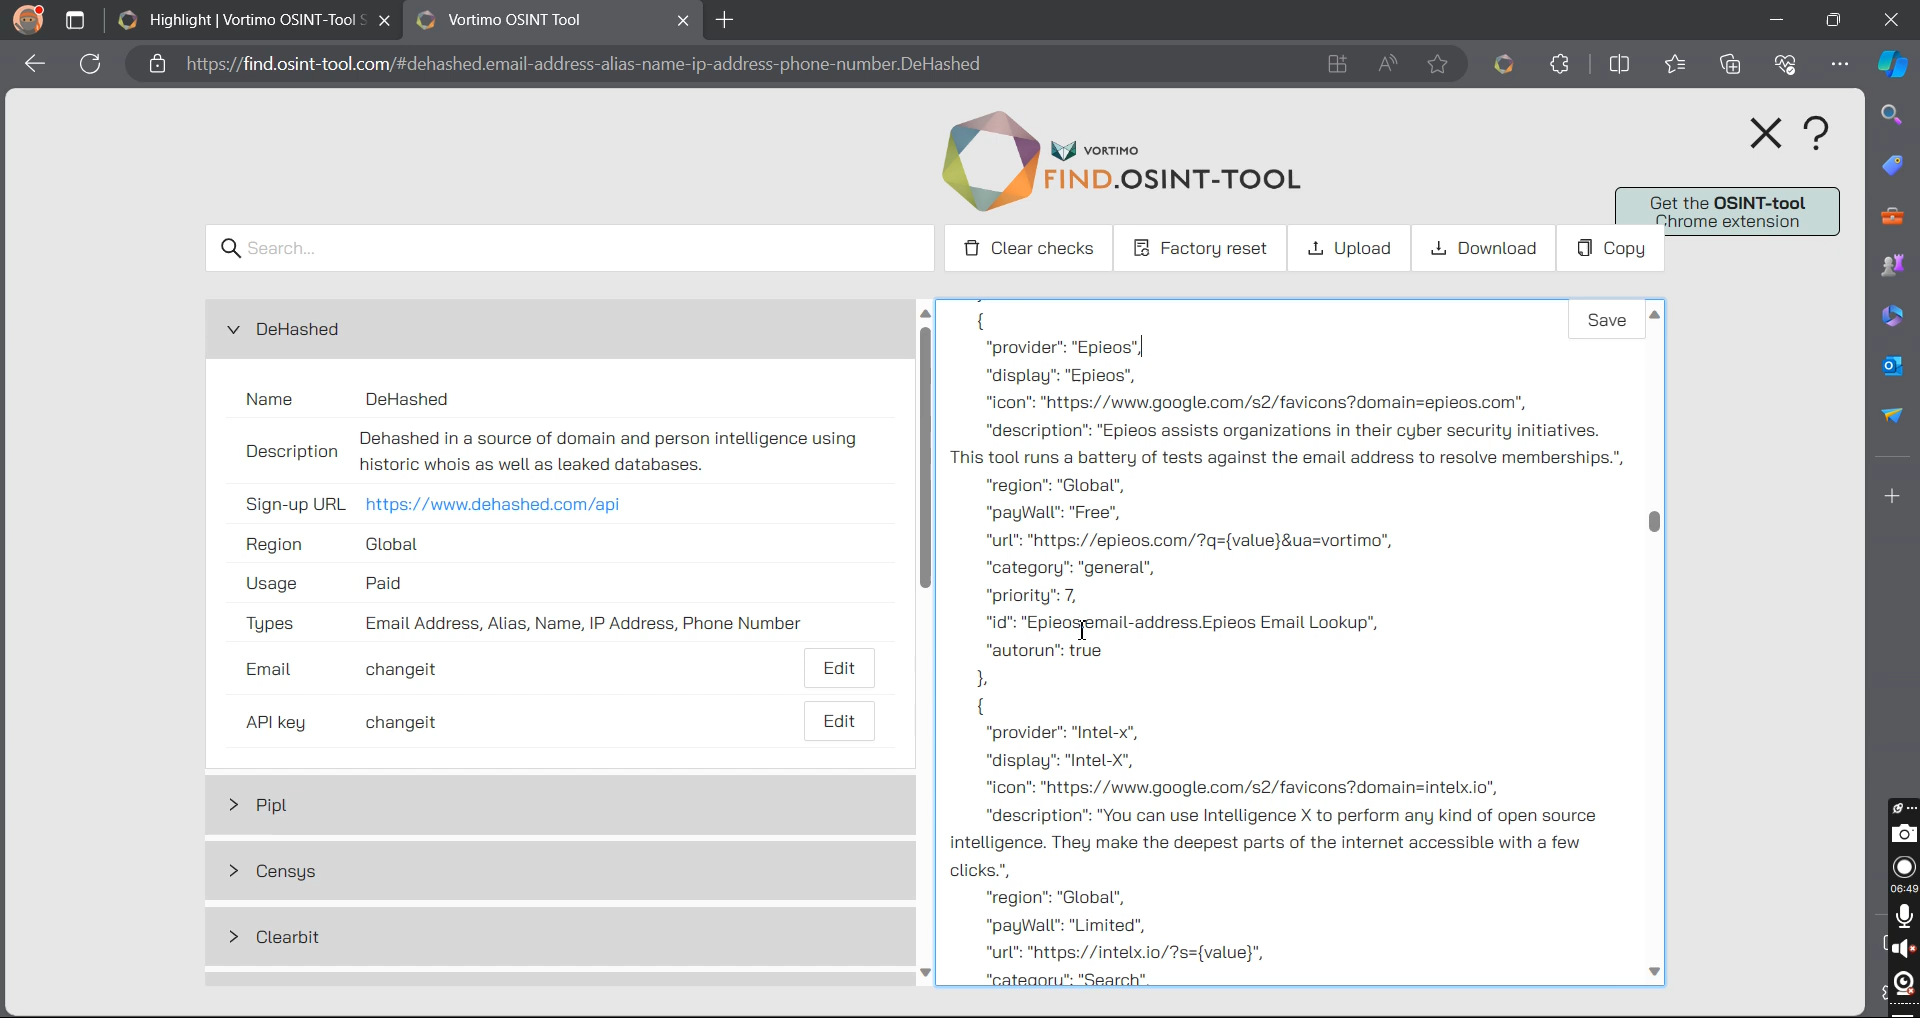 Highlight | Vortimo OSINT-Tool S
Vortimo OSINT Tool
https://find.osint-tool.com/#dehashed.email-address-alias-name-ip-address-phone-number.DeHashed
VORTIMO
FIND.OSINT-TOOL
Get the OSINT-tool
Chrome extension
Search...
Clear checks
Factory reset
Upload
Download
Copy
DeHashed
Name DeHashed
Description Dehashed in a source of domain and person intelligence using
historic whois as well as leaked databases.
Sign-up URL https://www.dehashed.com/api
Region Global
Usage Paid
Types Email Address, Alias, Name, IP Address, Phone Number
Email changeit Edit
API key changeit Edit
Pipl
Censys
Clearbit
Save
{
"provider": "Epieos",
"display": "Epieos",
"icon": "https://www.google.com/s2/favicons?domain=epieos.com",
"description": "Epieos assists organizations in their cyber security initiatives.
This tool runs a battery of tests against the email address to resolve memberships.",
"region": "Global",
"payWall": "Free",
"url": "https://epieos.com/?q={value}&ua=vortimo",
"category": "general",
"priority": 7,
"id": "Epieos.email-address.Epieos Email Lookup",
"autorun": true
},
{
"provider": "Intel-x",
"display": "Intel-X",
"icon": "https://www.google.com/s2/favicons?domain=intelx.io",
"description": "You can use Intelligence X to perform any kind of open source
intelligence. They make the deepest parts of the internet accessible with a few
clicks.",
"region": "Global",
"payWall": "Limited",
"url": "https://intelx.io/?s={value}",
"category": "Search",
06:49